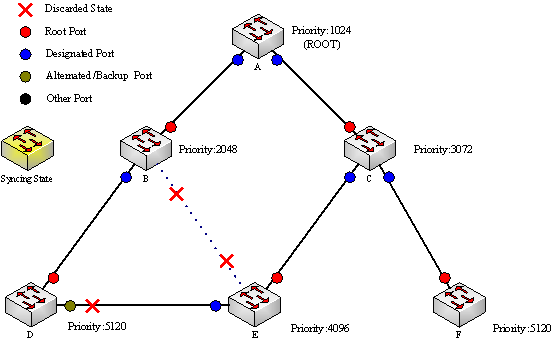 Discarded State
Root Port
Designated Port
Alternated/Backup Port
Other Port
Syncing State
Priority:1024
(ROOT)
A
Priority:2048
B
Priority:3072
C
D
Priority:5120
E
Priority:4096
F
Priority:5120